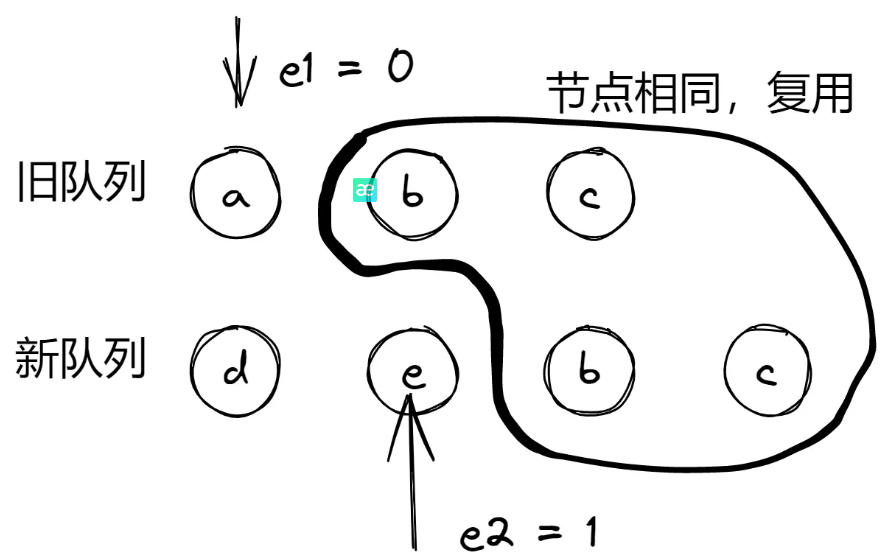 e1 = 0
节点相同，复用
旧队列 a æ b c
新队列 d e b c
e2 = 1